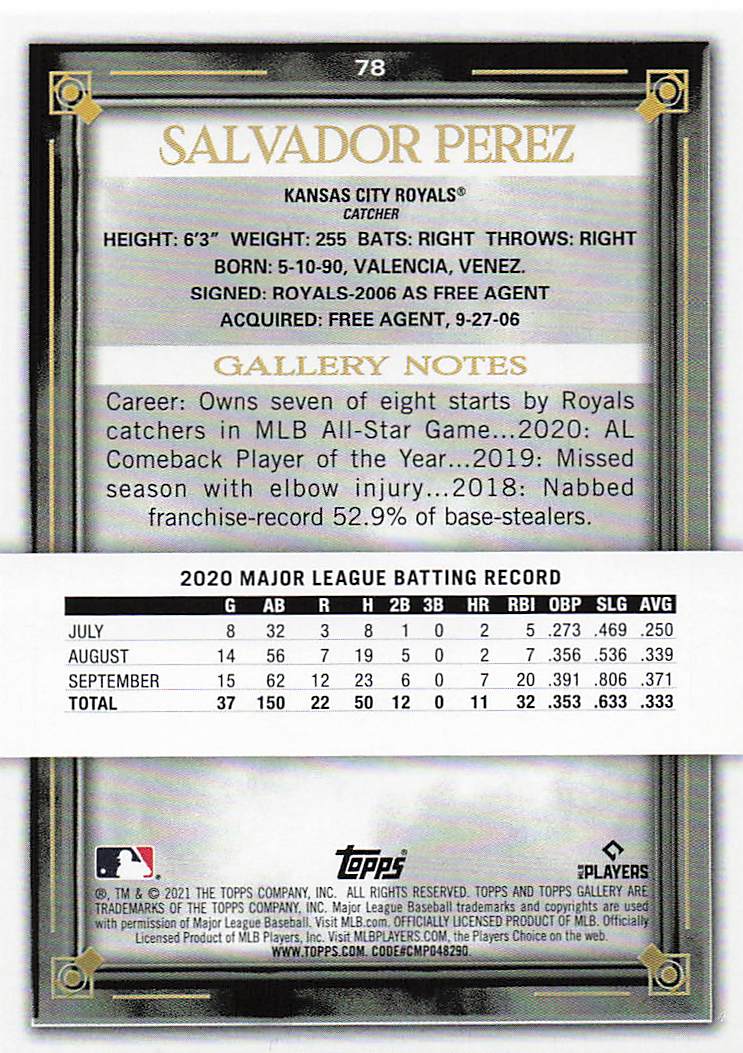 78
SALVADOR PEREZ
KANSAS CITY ROYALS®
CATCHER
HEIGHT: 6'3" WEIGHT: 255 BATS: RIGHT THROWS: RIGHT
BORN: 5-10-90, VALENCIA, VENEZ.
SIGNED: ROYALS-2006 AS FREE AGENT
ACQUIRED: FREE AGENT, 9-27-06
GALLERY NOTES
Career: Owns seven of eight starts by Royals
catchers in MLB All-Star Game...2020: AL
Comeback Player of the Year...2019: Missed
season with elbow injury...2018: Nabbed
franchise-record 52.9% of base-stealers.
2020 MAJOR LEAGUE BATTING RECORD
G AB R H 2B 3B HR RBI OBP SLG AVG
JULY 8 32 3 8 1 0 2 5 .273 .469 .250
AUGUST 14 56 7 19 5 0 2 7 .356 .536 .339
SEPTEMBER 15 62 12 23 6 0 7 20 .391 .806 .371
TOTAL 37 150 22 50 12 0 11 32 .353 .633 .333
Topps®
MLB PLAYERS
®, TM & © 2021 THE TOPPS COMPANY, INC. ALL RIGHTS RESERVED. TOPPS AND TOPPS GALLERY ARE
TRADEMARKS OF THE TOPPS COMPANY, INC. Major League Baseball trademarks and copyrights are used
with permission of Major League Baseball. Visit MLB.com. OFFICIALLY LICENSED PRODUCT OF MLB. Officially
Licensed Product of MLB Players, Inc. Visit MLBPLAYERS.COM, the Players Choice on the web.
WWW.TOPPS.COM. CODE#CMP048290.